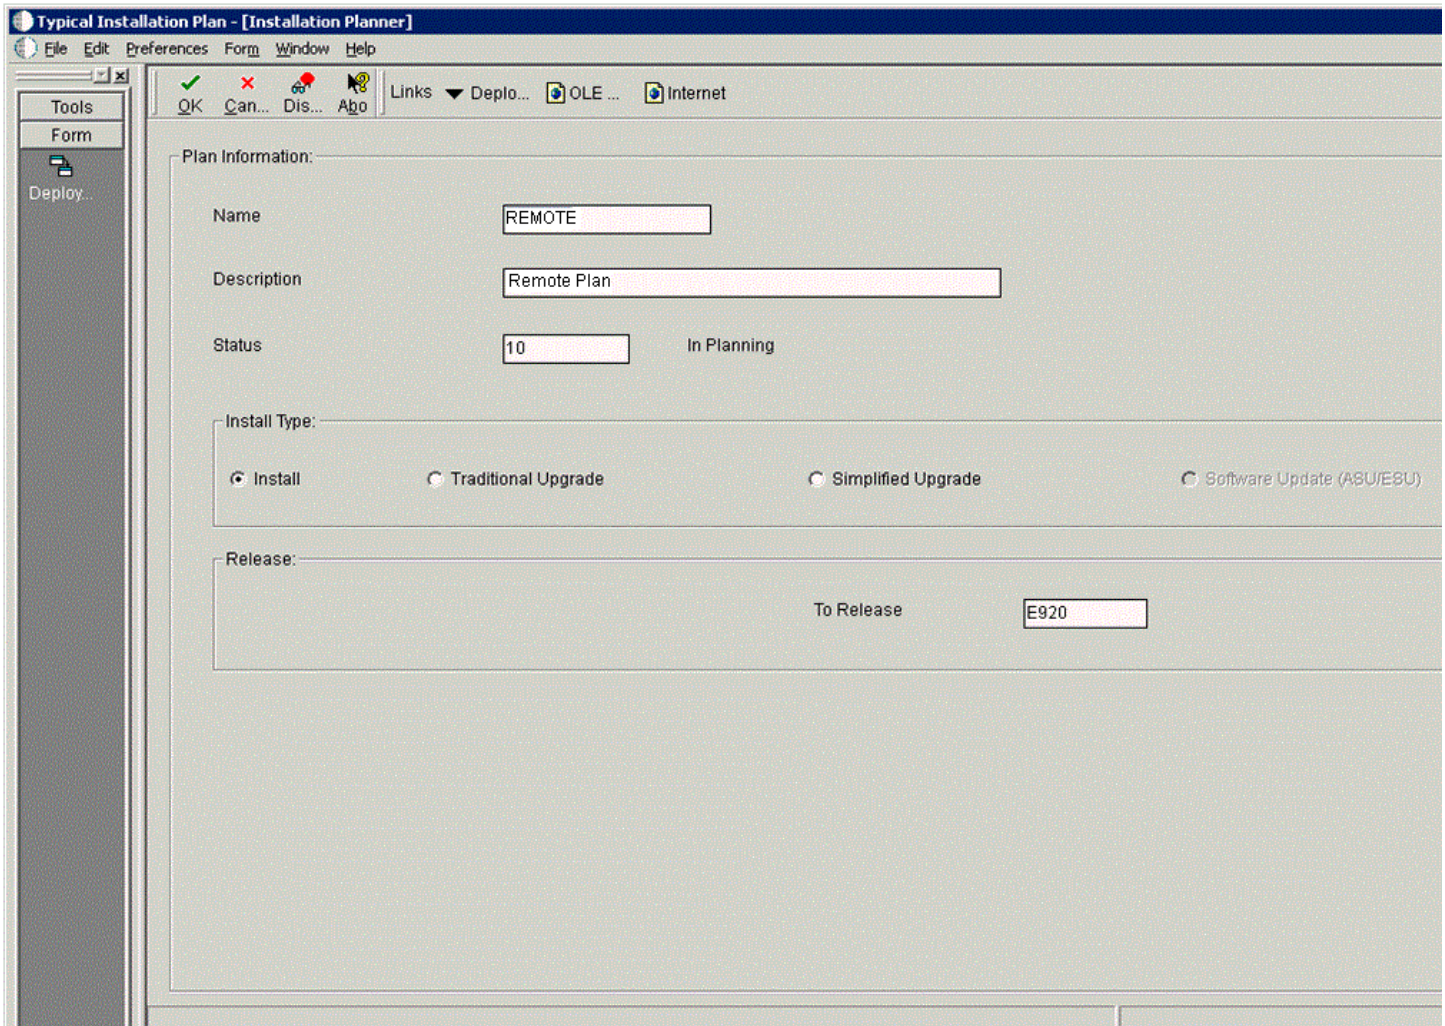 Typical Installation Plan - [Installation Planner]
File Edit Preferences Form Window Help
Tools
Form
Deploy...
OK Can... Dis... Abo Links Deplo... OLE ... Internet
Plan Information:
Name REMOTE
Description Remote Plan
Status 10 In Planning
Install Type:
Install Traditional Upgrade Simplified Upgrade Software Update (ASU/ESU)
Release:
To Release E920